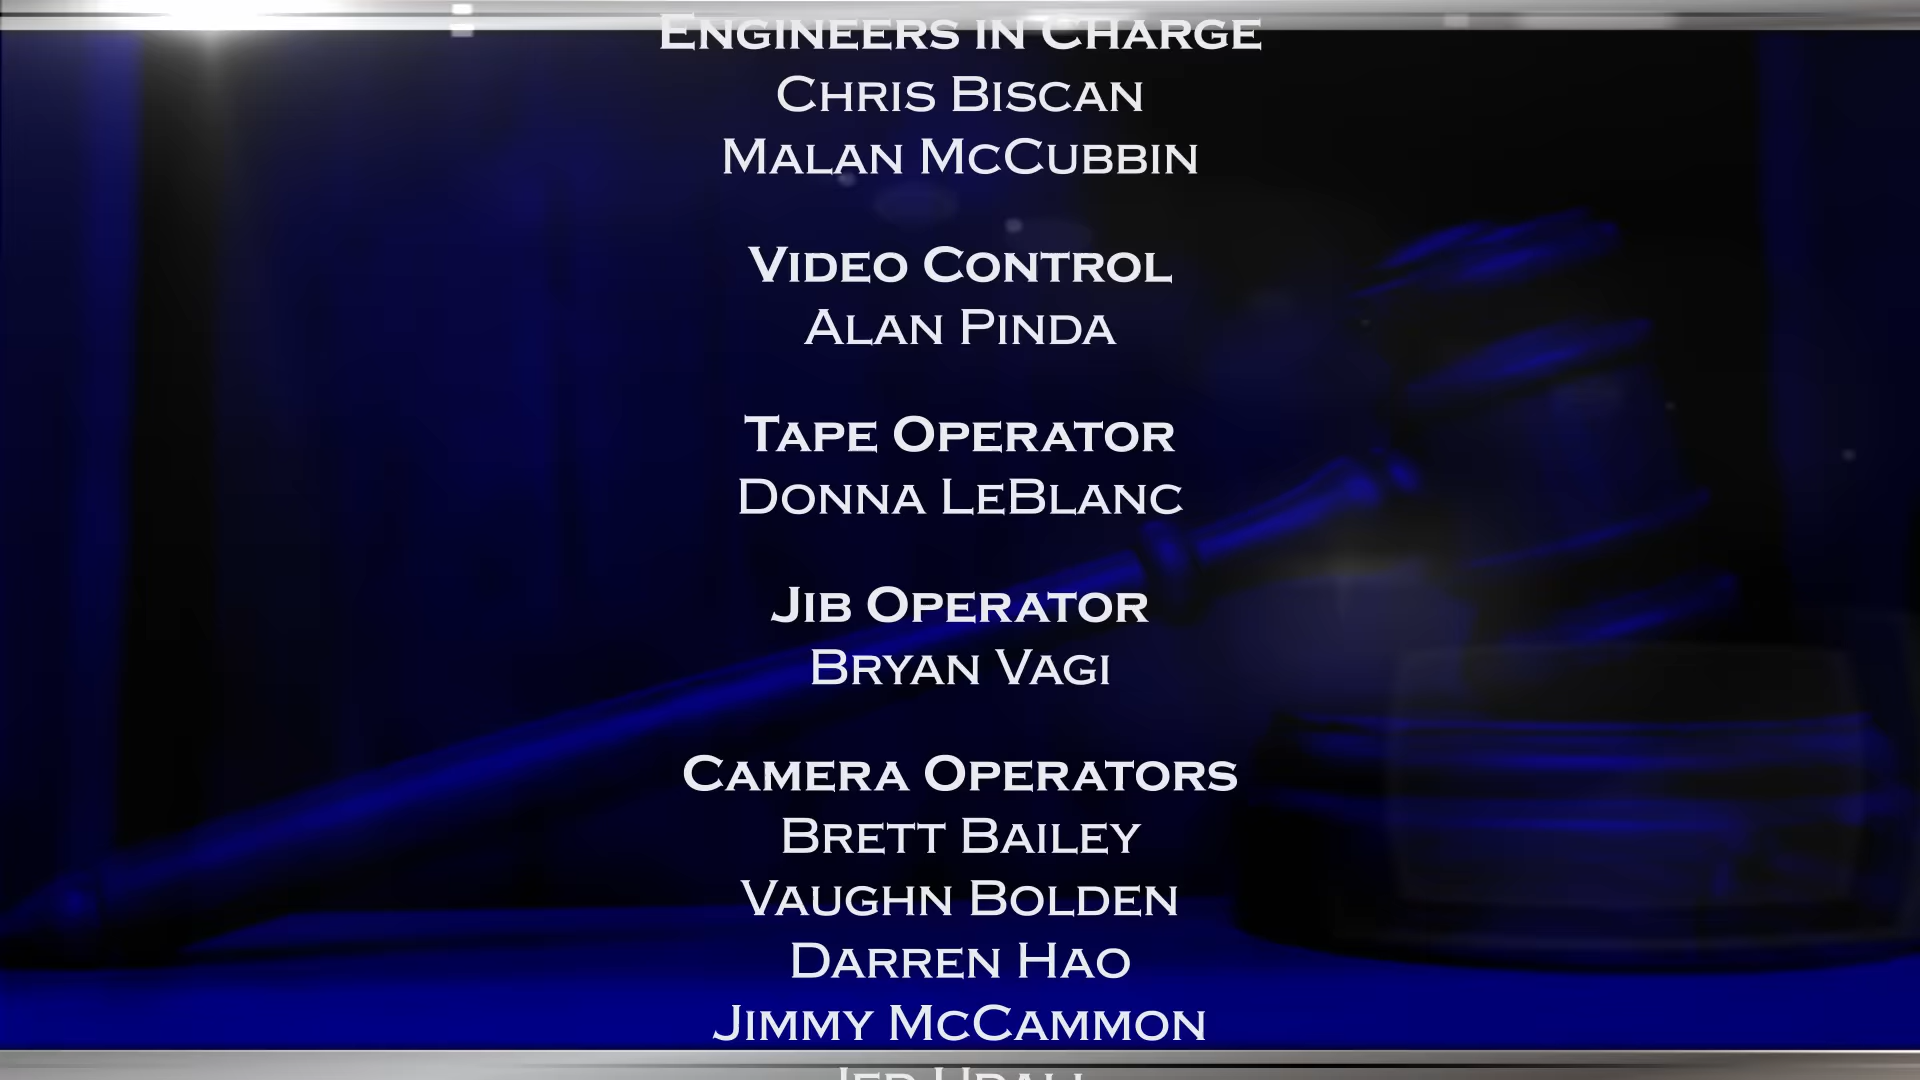 Engineers in Charge
Chris Biscan
Malan McCubbin
Video Control
Alan Pinda
Tape Operator
Donna LeBlanc
Jib Operator
Bryan Vagi
Camera Operators
Brett Bailey
Vaughn Bolden
Darren Hao
Jimmy McCammon